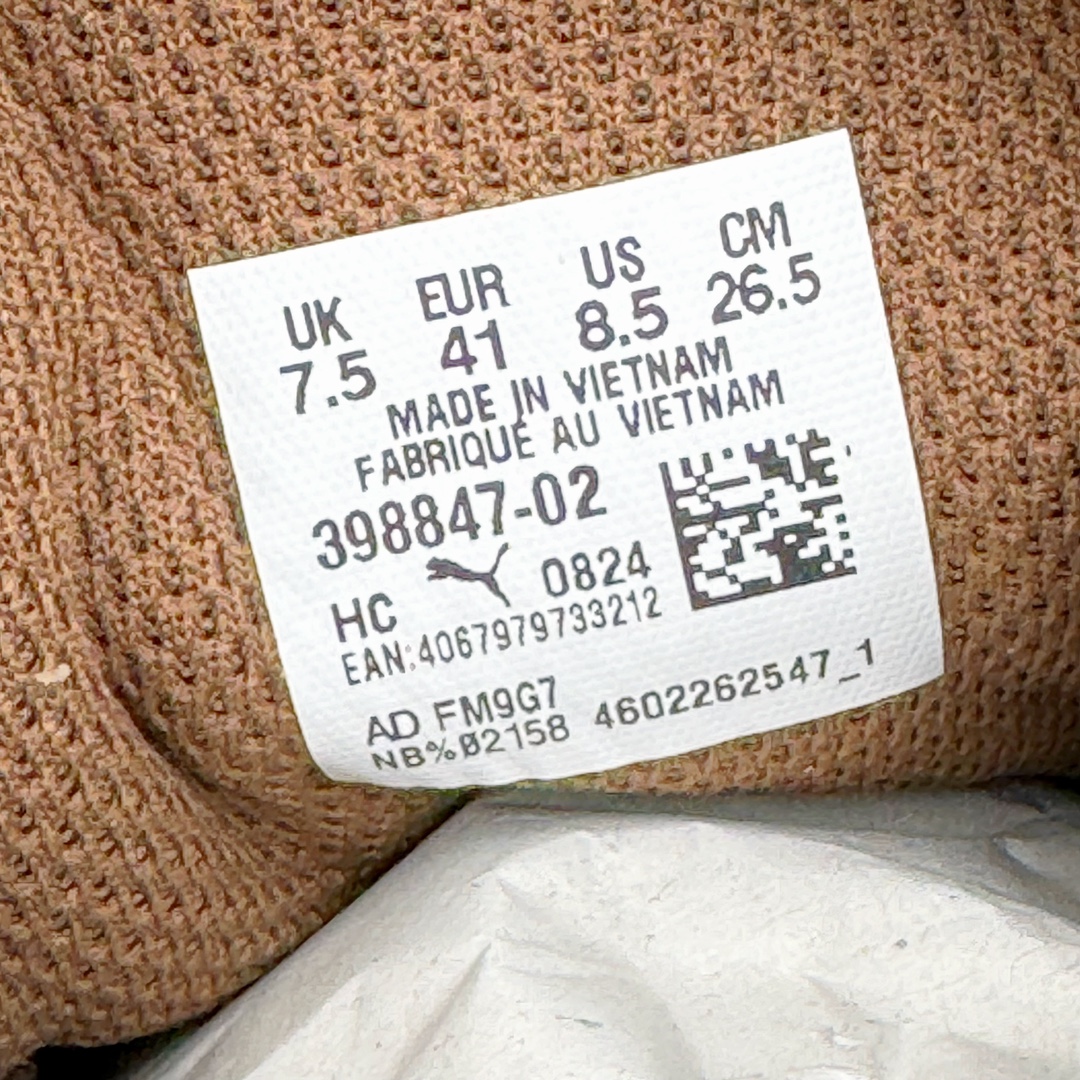 UK EUR US CM
7.5 41 8.5 26.5
MADE IN VIETNAM
FABRIQUÉ AU VIETNAM
398847-02
HC 0824
EAN:4067979733212
AD FM9G7
NB%02158 4602262547_1